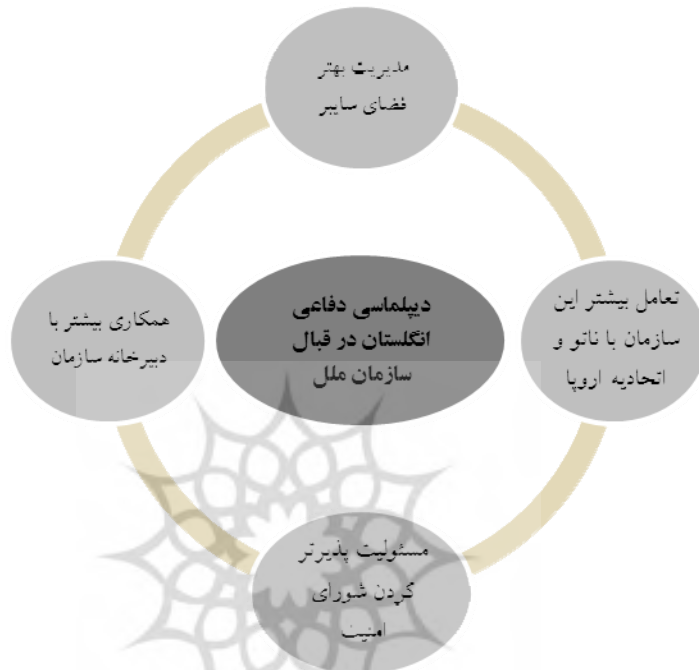 مدیریت بهتر
فضای سایبر
تعامل بیشتر این
سازمان با ناتو و
اتحادیه اروپا
دیپلماسی دفاعی
انگلستان در قبال
سازمان ملل
همکاری بیشتر با
دبیرخانه سازمان
مسئولیت پذیرتر
کردن شورای
امنیت